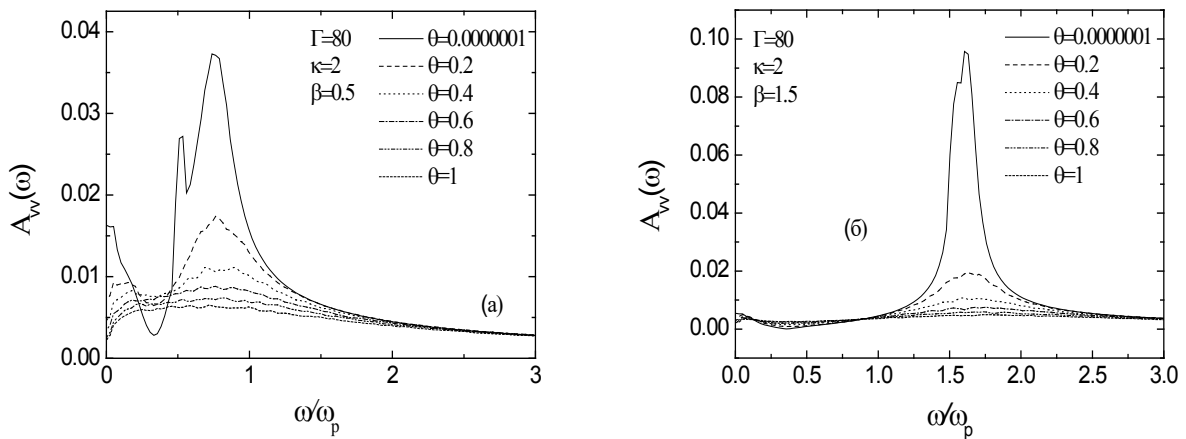 0.04
0.03
0.02
0.01
0.00
A_vv(ω)
0 1 2 3
ω/ω_p
Γ=80
κ=2
β=0.5
θ=0.0000001
θ=0.2
θ=0.4
θ=0.6
θ=0.8
θ=1
(а)
0.10
0.08
0.06
0.04
0.02
0.00
A_vv(ω)
0.0 0.5 1.0 1.5 2.0 2.5 3.0
ω/ω_p
Γ=80
κ=2
β=1.5
θ=0.0000001
θ=0.2
θ=0.4
θ=0.6
θ=0.8
θ=1
(б)